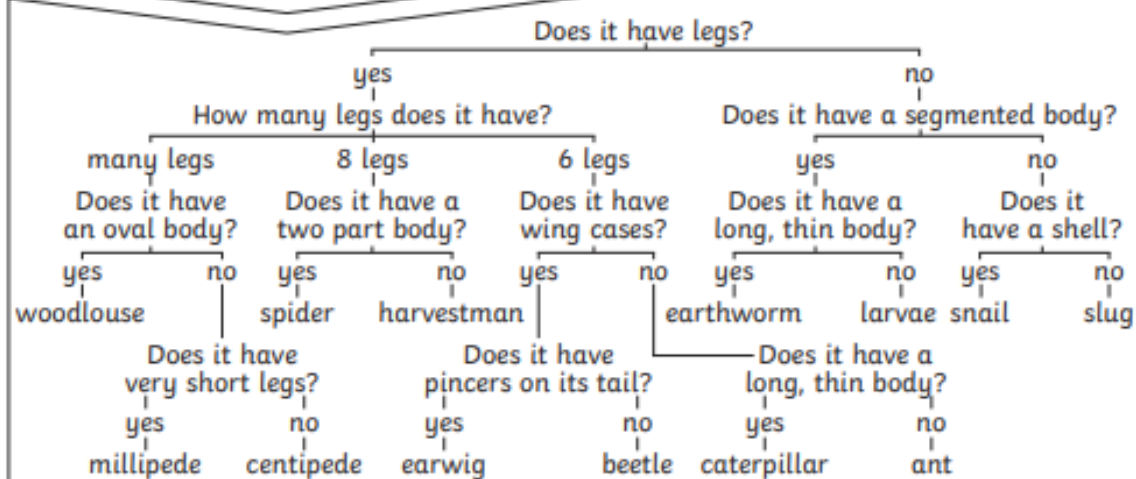 Does it have legs?
yes no
How many legs does it have? Does it have a segmented body?
many legs 8 legs 6 legs yes no
Does it have Does it have a Does it have Does it have a Does it
an oval body? two part body? wing cases? long, thin body? have a shell?
yes no yes no yes no yes no yes no
woodlouse spider harvestman earthworm larvae snail slug
Does it have Does it have Does it have a
very short legs? pincers on its tail? long, thin body?
yes no yes no yes no
millipede centipede earwig beetle caterpillar ant